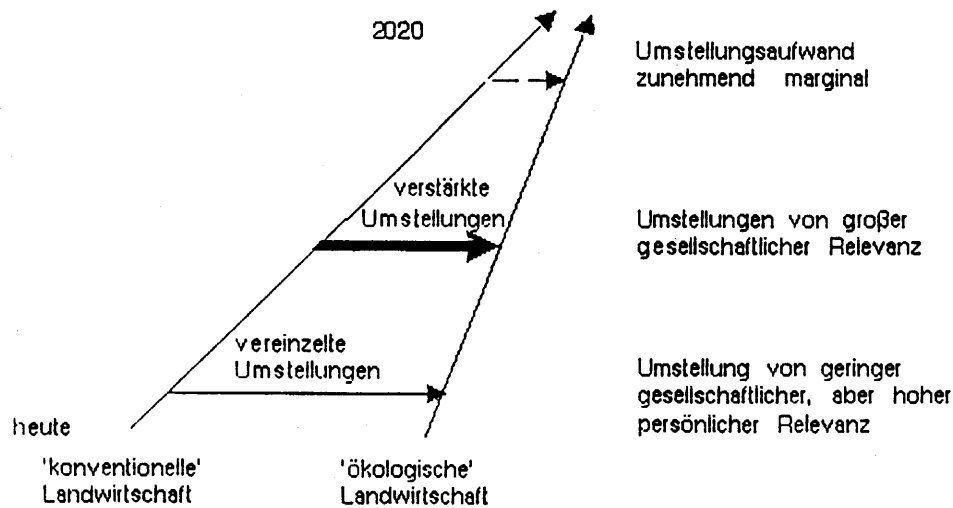 2020
Umstellungsaufwand
zunehmend marginal
verstärkte
Umstellungen
Umstellungen von großer
gesellschaftlicher Relevanz
vereinzelte
Umstellungen
Umstellung von geringer
gesellschaftlicher, aber hoher
persönlicher Relevanz
heute
'konventionelle'
Landwirtschaft
'ökologische'
Landwirtschaft